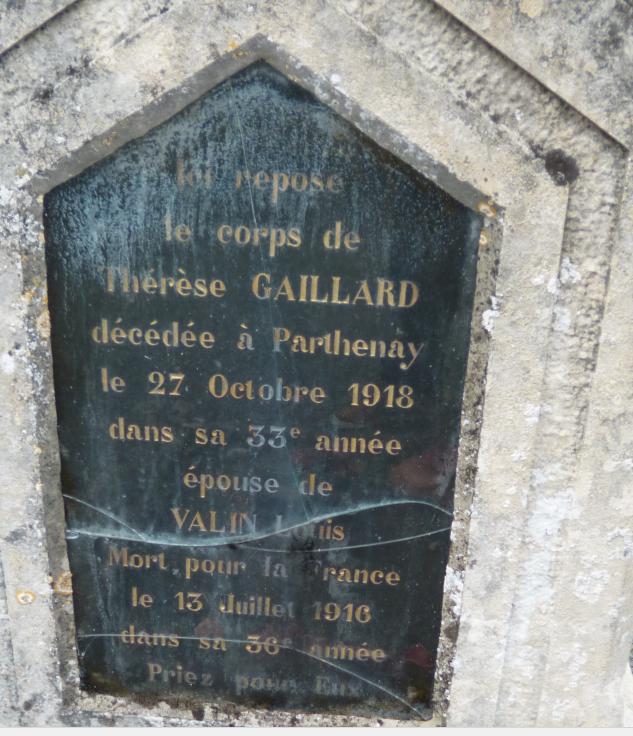 Ici repose
le corps de
Thérèse GAILLARD
décédée à Parthenay
le 27 Octobre 1918
dans sa 33e année
épouse de
VALIN Louis
Mort pour la France
le 13 Juillet 1916
dans sa 36e année
Priez pour Eux